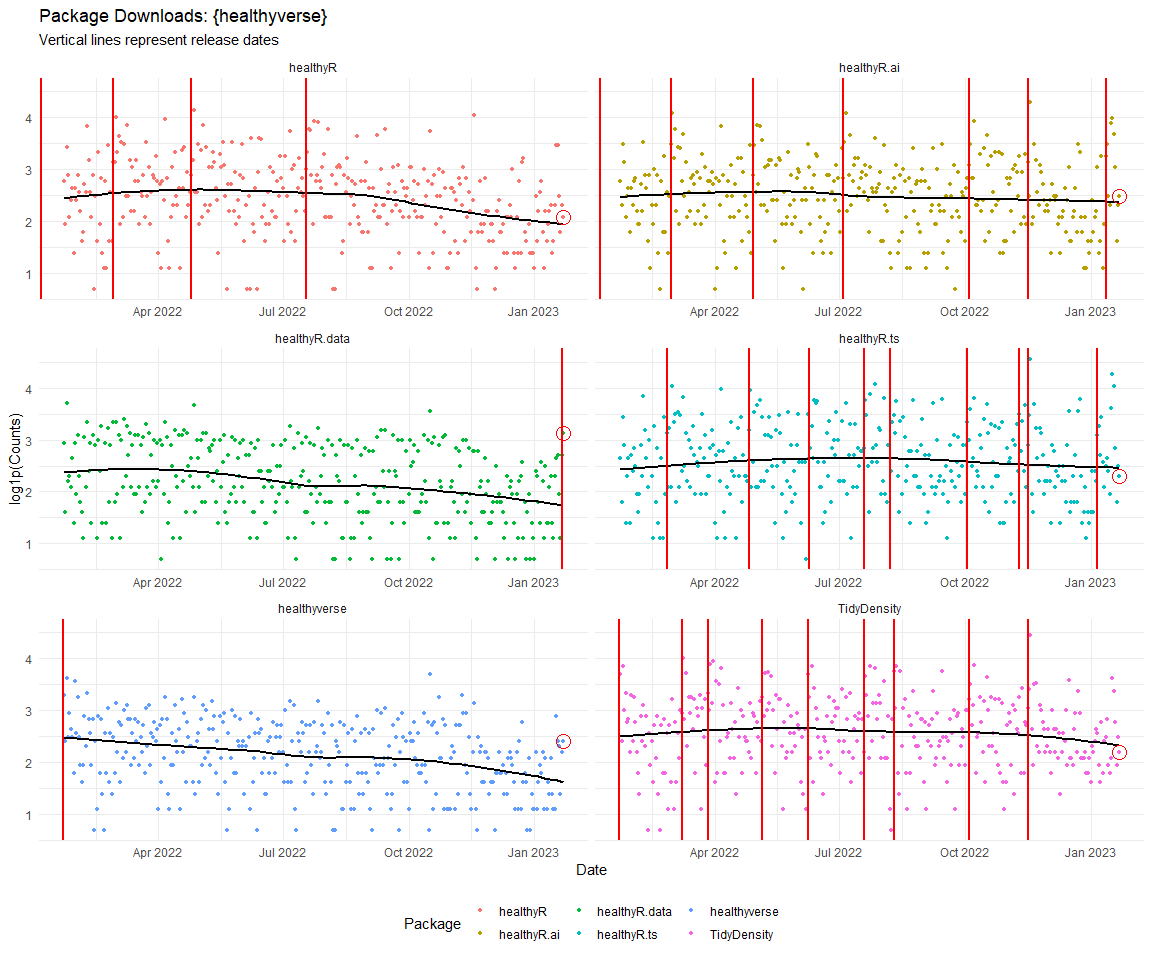 Package Downloads: {healthyverse}
Vertical lines represent release dates
healthyR
healthyR.ai
4
3
2
1
Apr 2022
Jul 2022
Oct 2022
Jan 2023
Apr 2022
Jul 2022
Oct 2022
Jan 2023
healthyR.data
healthyR.ts
log1p(Counts)
4
3
2
1
Apr 2022
Jul 2022
Oct 2022
Jan 2023
Apr 2022
Jul 2022
Oct 2022
Jan 2023
healthyverse
TidyDensity
4
3
2
1
Apr 2022
Jul 2022
Oct 2022
Jan 2023
Apr 2022
Jul 2022
Oct 2022
Jan 2023
Date
Package
healthyR
healthyR.data
healthyverse
healthyR.ai
healthyR.ts
TidyDensity